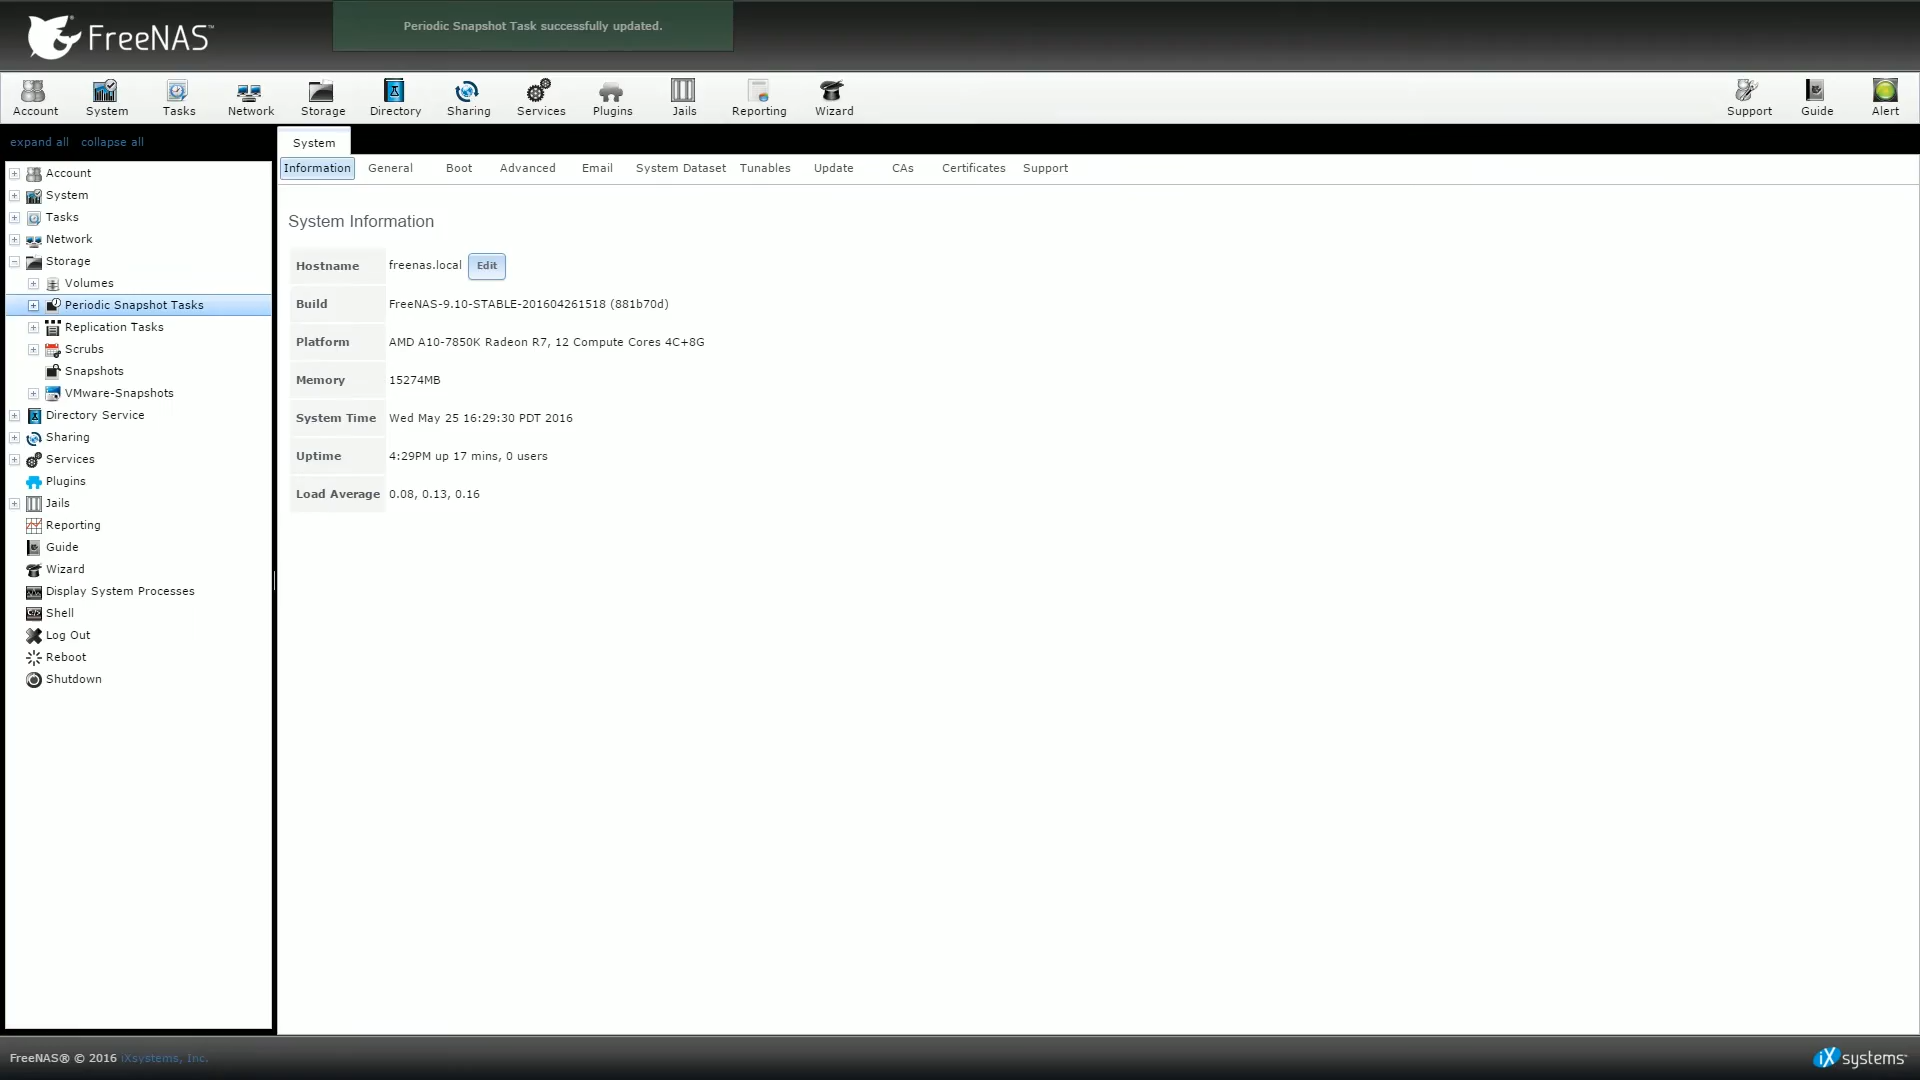 FreeNAS™
Periodic Snapshot Task successfully updated.
Account
System
Tasks
Network
Storage
Directory
Sharing
Services
Plugins
Jails
Reporting
Wizard
Support
Guide
Alert
expand all collapse all
Account
System
Tasks
Network
Storage
Volumes
Periodic Snapshot Tasks
Replication Tasks
Scrubs
Snapshots
VMware-Snapshots
Directory Service
Sharing
Services
Plugins
Jails
Reporting
Guide
Wizard
Display System Processes
Shell
Log Out
Reboot
Shutdown
System
Information General Boot Advanced Email System Dataset Tunables Update CAs Certificates Support
System Information
Hostname freenas.local Edit
Build FreeNAS-9.10-STABLE-201604261518 (881b70d)
Platform AMD A10-7850K Radeon R7, 12 Compute Cores 4C+8G
Memory 15274MB
System Time Wed May 25 16:29:30 PDT 2016
Uptime 4:29PM up 17 mins, 0 users
Load Average 0.08, 0.13, 0.16
FreeNAS® © 2016 iXsystems, Inc.
iXsystems